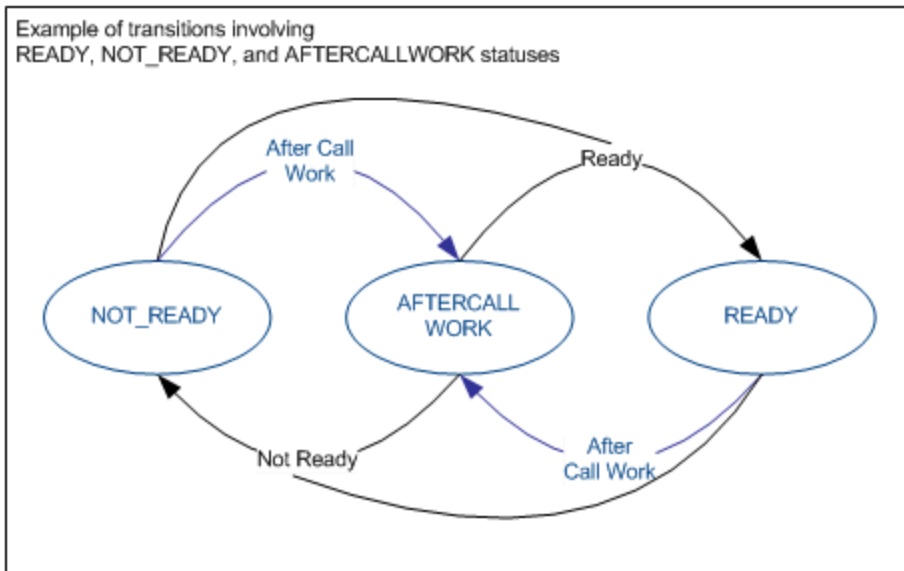 Example of transitions involving
READY, NOT_READY, and AFTERCALLWORK statuses
After Call
Work
Ready
NOT_READY
AFTERCALL
WORK
READY
Not Ready
After
Call Work